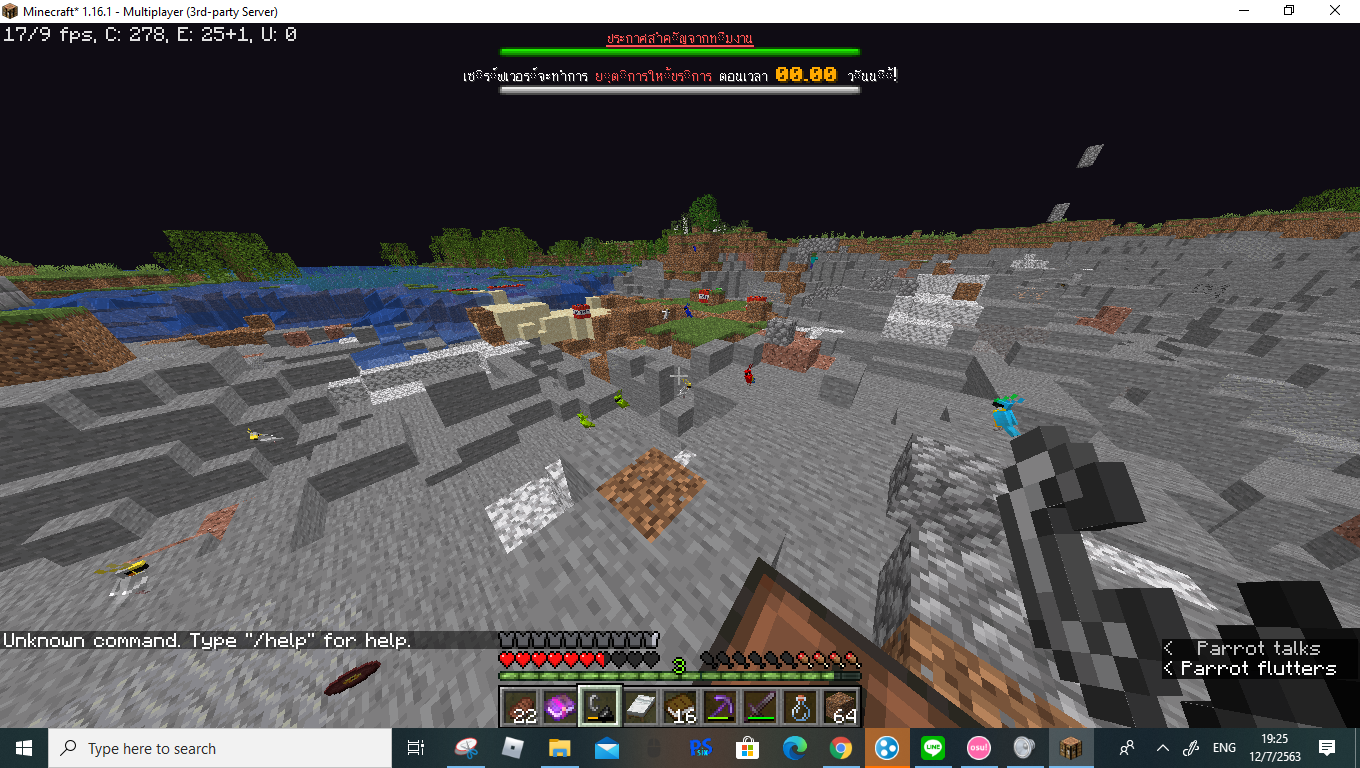 Minecraft* 1.16.1 - Multiplayer (3rd-party Server)
17/9 fps, C: 278, E: 25+1, U: 0
ประกาศสำคัญจากทีมงาน
เซิร์ฟเวอร์จะทำการ ยุติการให้บริการ ตอนเวลา 00.00 วันนี้!
TNT
Unknown command. Type "/help" for help.
< Parrot talks
< Parrot flutters
3
22
16
64
Type here to search
LINE
osu!
ENG
19:25
12/7/2563